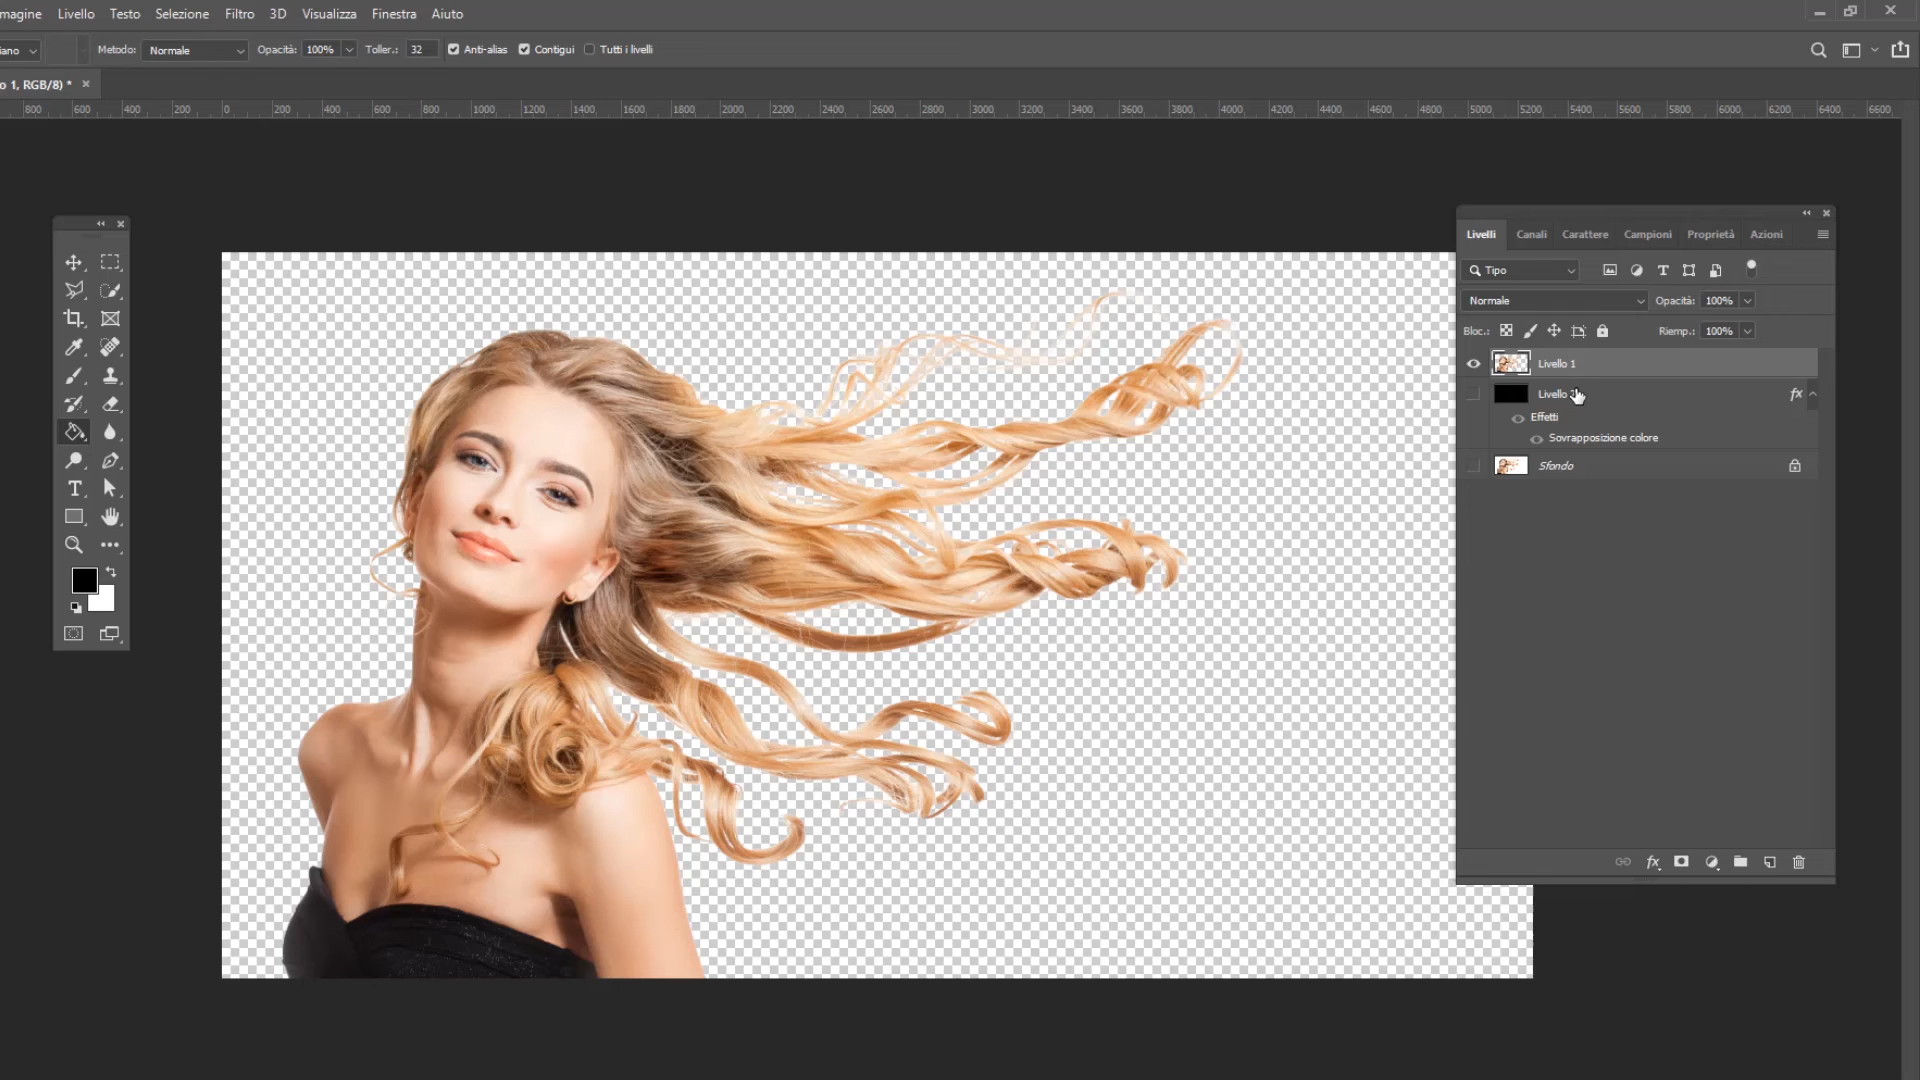 magine Livello Testo Selezione Filtro 3D Visualizza Finestra Aiuto
iano Metodo: Normale Opacità: 100% Toller.: 32 Anti-alias Contigui Tutti i livelli
o 1, RGB/8) *
800 600 400 200 0 200 400 600 800 1000 1200 1400 1600 1800 2000 2200 2400 2600 2800 3000 3200 3400 3600 3800 4000 4200 4400 4600 4800 5000 5200 5400 5600 5800 6000 6200 6400 6600
Livelli Canali Carattere Campioni Proprietà Azioni
Tipo
Normale Opacità: 100%
Bloc.: Riemp.: 100%
Livello 1
Livello fx
Effetti
Sovrapposizione colore
Sfondo
fx